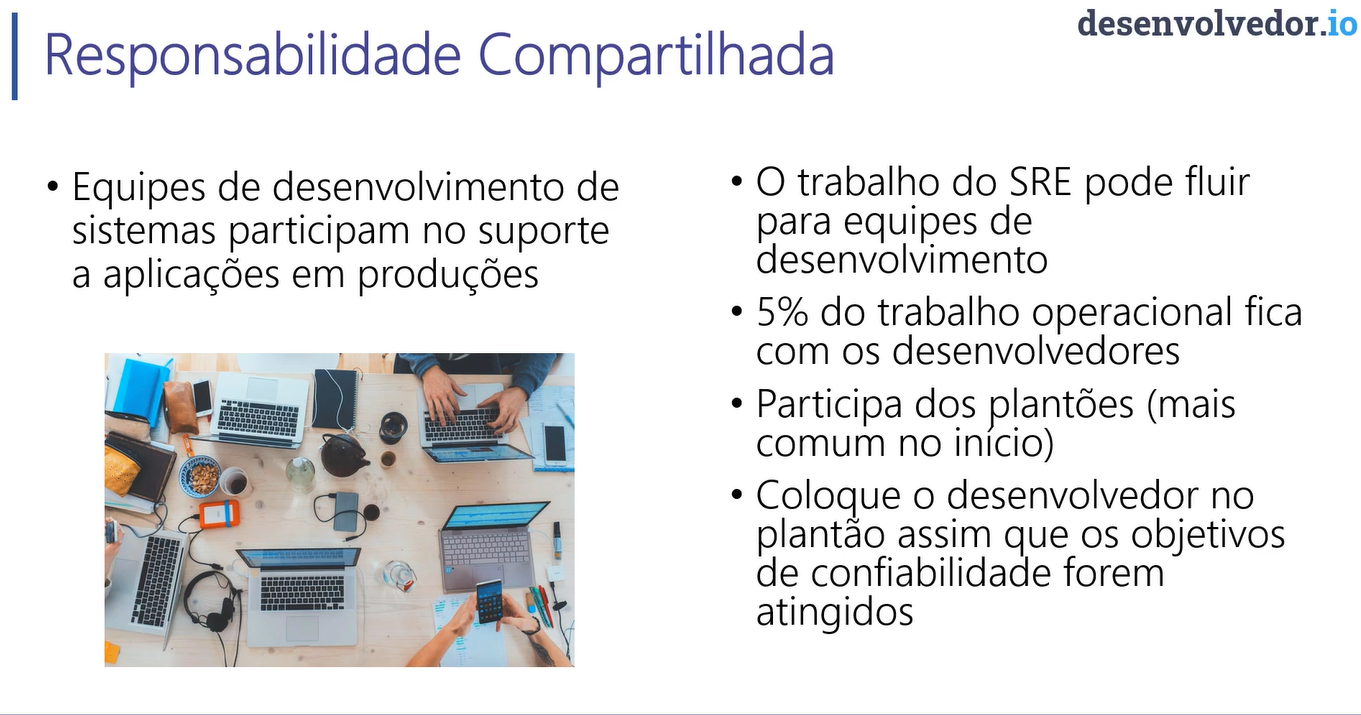 desenvolvedor.io
Responsabilidade Compartilhada
• Equipes de desenvolvimento de
sistemas participam no suporte
a aplicações em produções
• O trabalho do SRE pode fluir
para equipes de
desenvolvimento
• 5% do trabalho operacional fica
com os desenvolvedores
• Participa dos plantões (mais
comum no início)
• Coloque o desenvolvedor no
plantão assim que os objetivos
de confiabilidade forem
atingidos